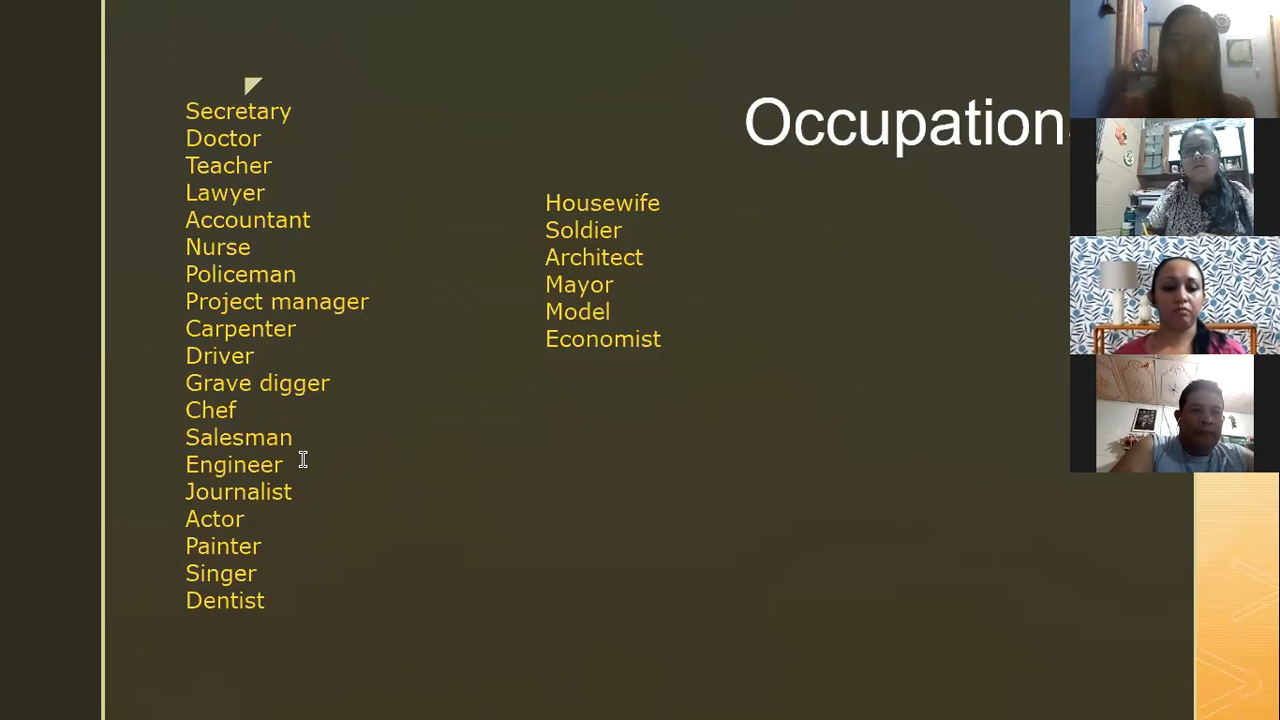 Occupation
Secretary
Doctor
Teacher
Lawyer
Accountant
Nurse
Policeman
Project manager
Carpenter
Driver
Grave digger
Chef
Salesman
Engineer
Journalist
Actor
Painter
Singer
Dentist
Housewife
Soldier
Architect
Mayor
Model
Economist